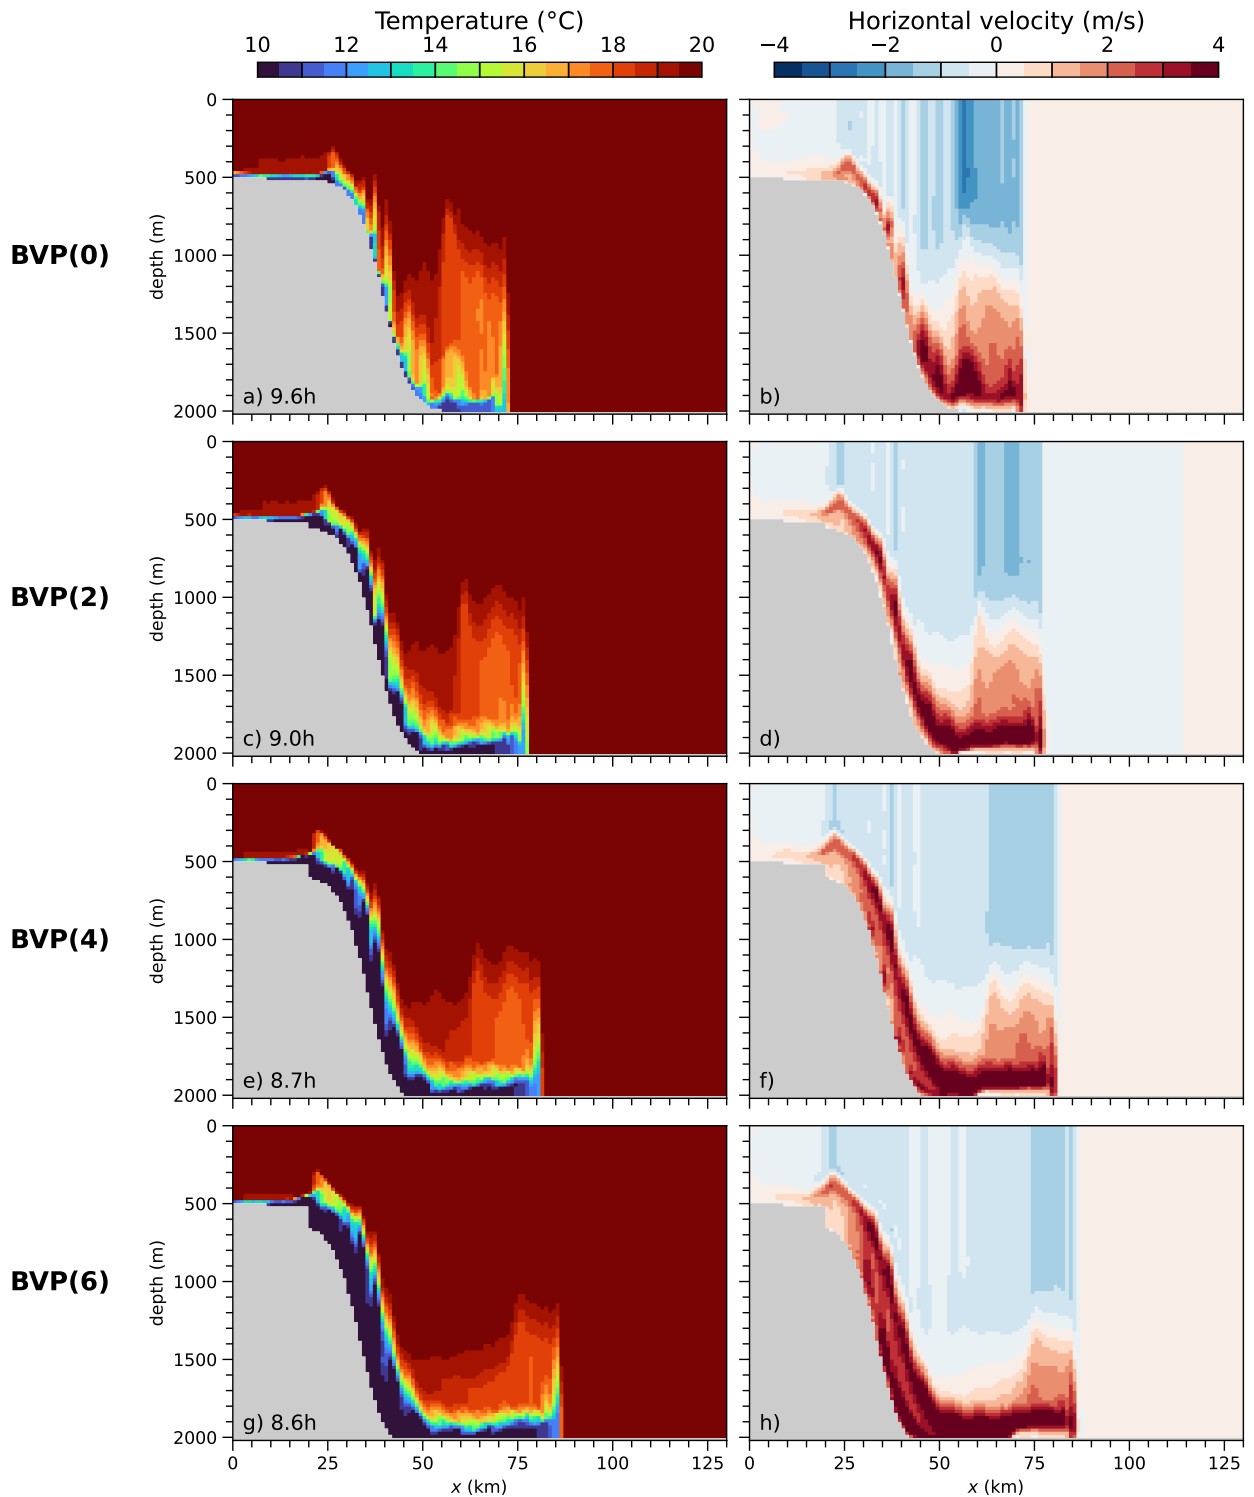 Temperature (°C) Horizontal velocity (m/s)
10 12 14 16 18 20 −4 −2 0 2 4
BVP(0)
depth (m)
0
500
1000
1500
2000
a) 9.6h
b)
BVP(2)
depth (m)
0
500
1000
1500
2000
c) 9.0h
d)
BVP(4)
depth (m)
0
500
1000
1500
2000
e) 8.7h
f)
BVP(6)
depth (m)
0
500
1000
1500
2000
g) 8.6h
h)
0 25 50 75 100 125 0 25 50 75 100 125
x (km) x (km)